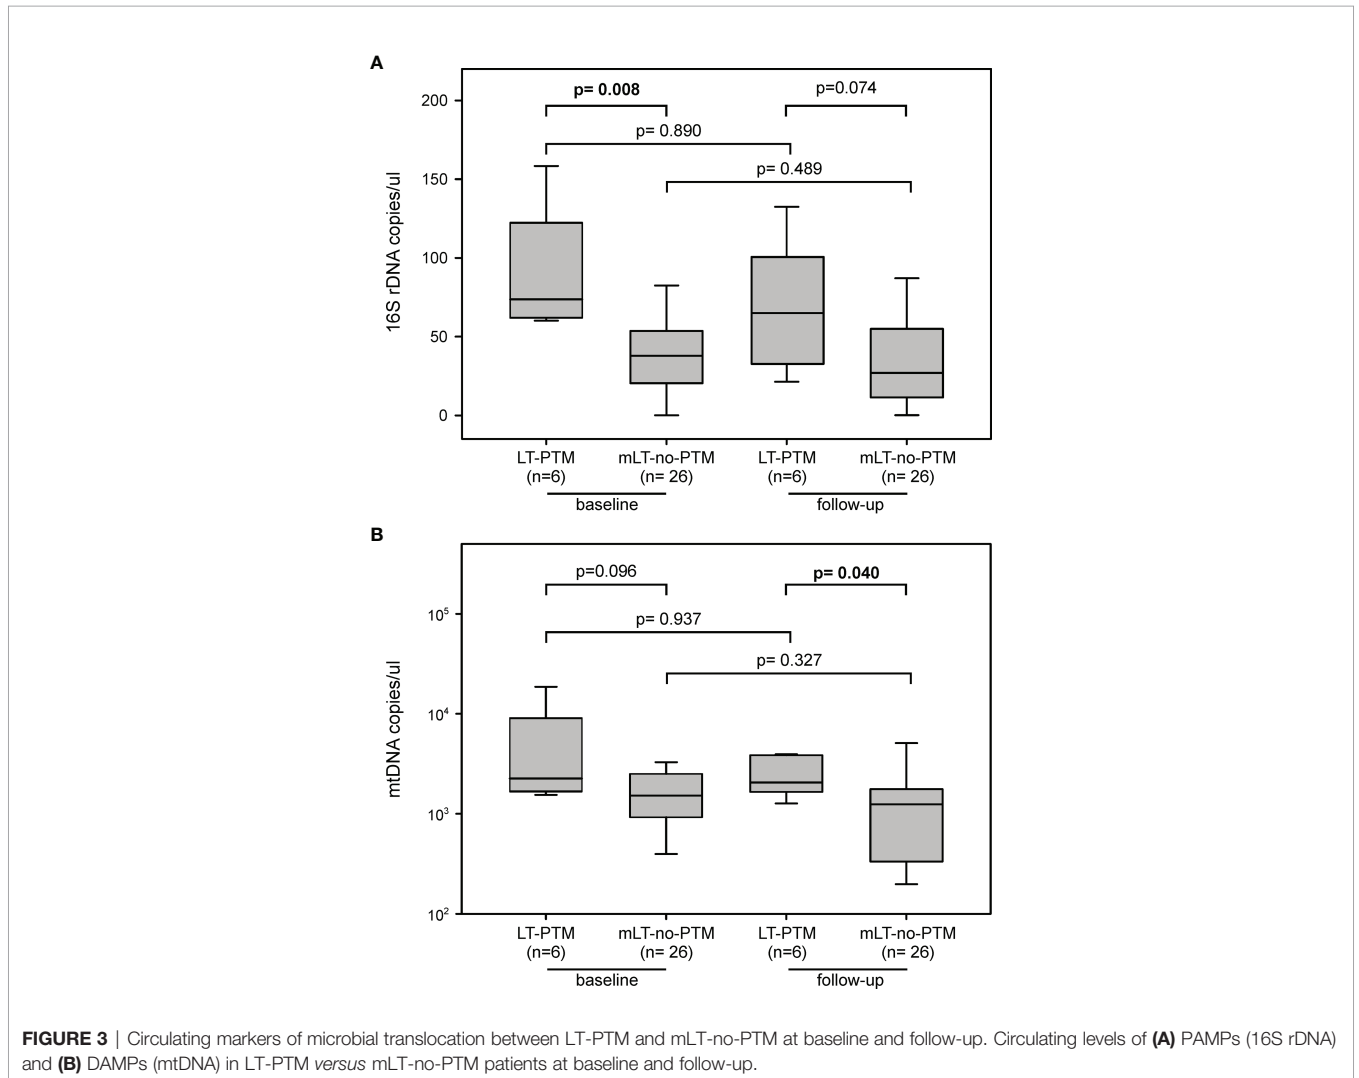 A
p= 0.008
p=0.074
p= 0.890
p= 0.489
200
150
100
50
0
16S rDNA copies/ul
LT-PTM mLT-no-PTM LT-PTM mLT-no-PTM
(n=6) (n= 26) (n=6) (n= 26)
baseline follow-up
B
p=0.096
p= 0.040
p= 0.937
p= 0.327
10⁵
10⁴
10³
10²
mtDNA copies/ul
LT-PTM mLT-no-PTM LT-PTM mLT-no-PTM
(n=6) (n= 26) (n=6) (n= 26)
baseline follow-up
FIGURE 3 | Circulating markers of microbial translocation between LT-PTM and mLT-no-PTM at baseline and follow-up. Circulating levels of (A) PAMPs (16S rDNA)
and (B) DAMPs (mtDNA) in LT-PTM versus mLT-no-PTM patients at baseline and follow-up.